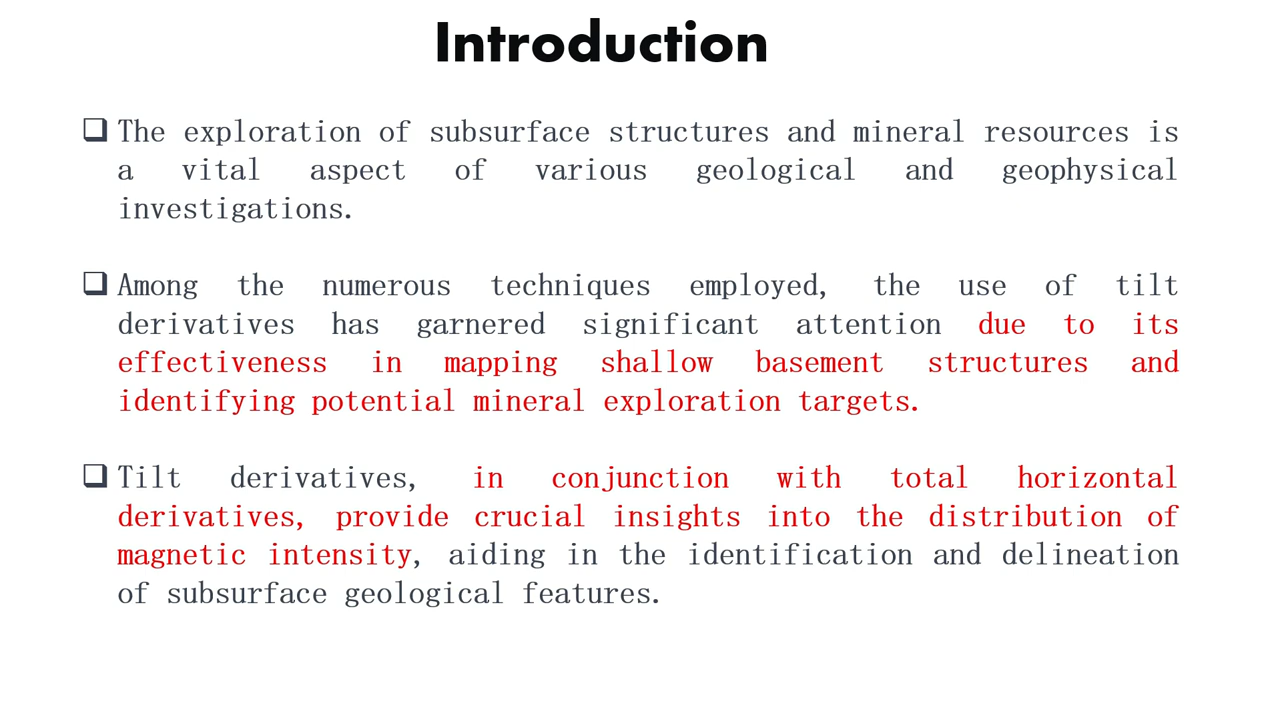 Introduction
❑ The exploration of subsurface structures and mineral resources is
a vital aspect of various geological and geophysical
investigations.
❑ Among the numerous techniques employed, the use of tilt
derivatives has garnered significant attention due to its
effectiveness in mapping shallow basement structures and
identifying potential mineral exploration targets.
❑ Tilt derivatives, in conjunction with total horizontal
derivatives, provide crucial insights into the distribution of
magnetic intensity, aiding in the identification and delineation
of subsurface geological features.